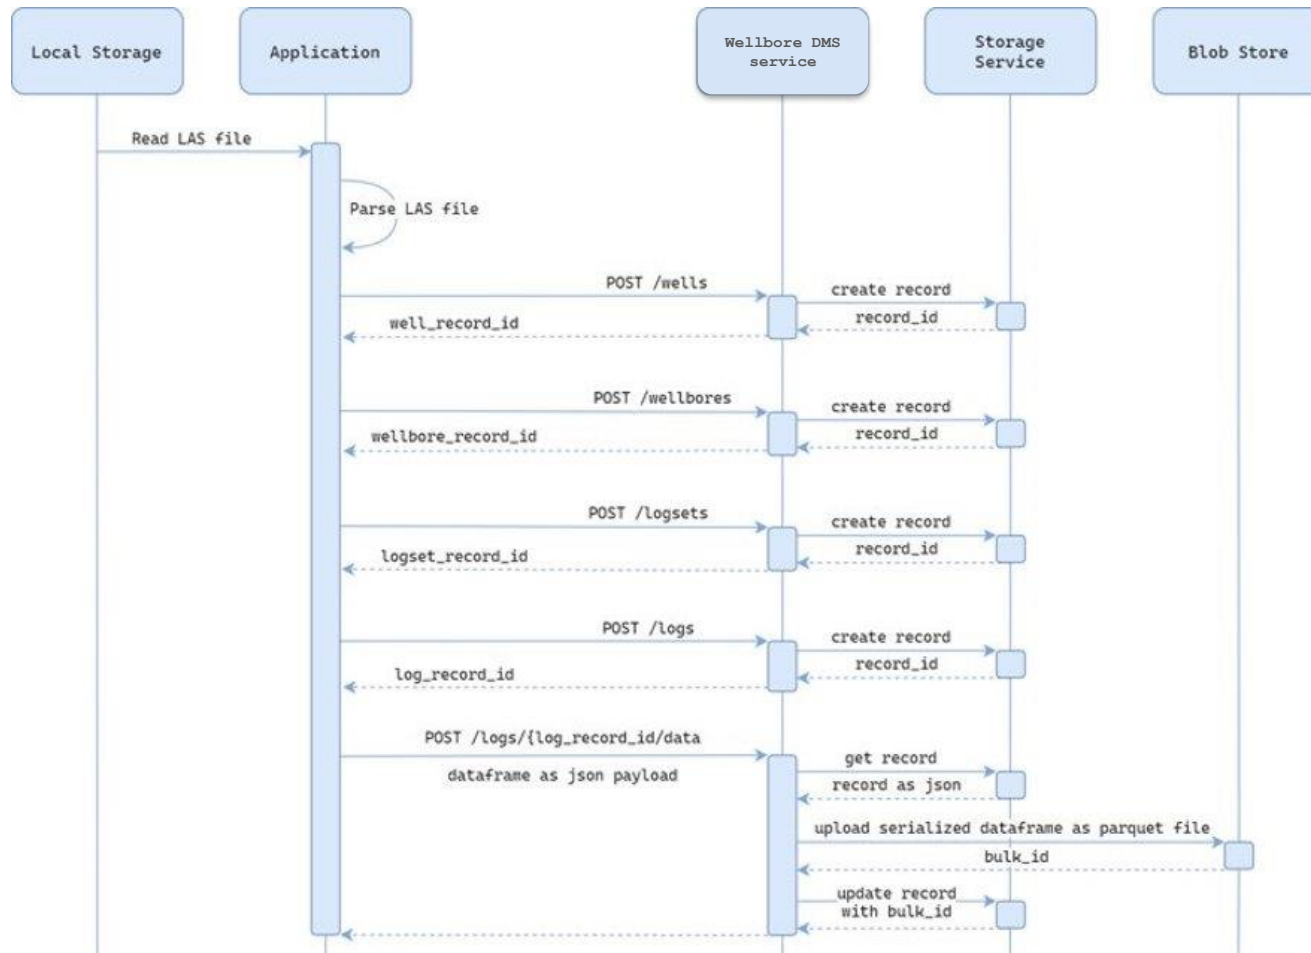 Local Storage
Application
Wellbore DMS
service
Storage
Service
Blob Store
Read LAS file
Parse LAS file
POST /wells
create record
record_id
well_record_id
POST /wellbores
create record
record_id
wellbore_record_id
POST /logsets
create record
record_id
logset_record_id
POST /logs
create record
record_id
log_record_id
POST /logs/{log_record_id/data
dataframe as json payload
get record
record as json
upload serialized dataframe as parquet file
bulk_id
update record
with bulk_id